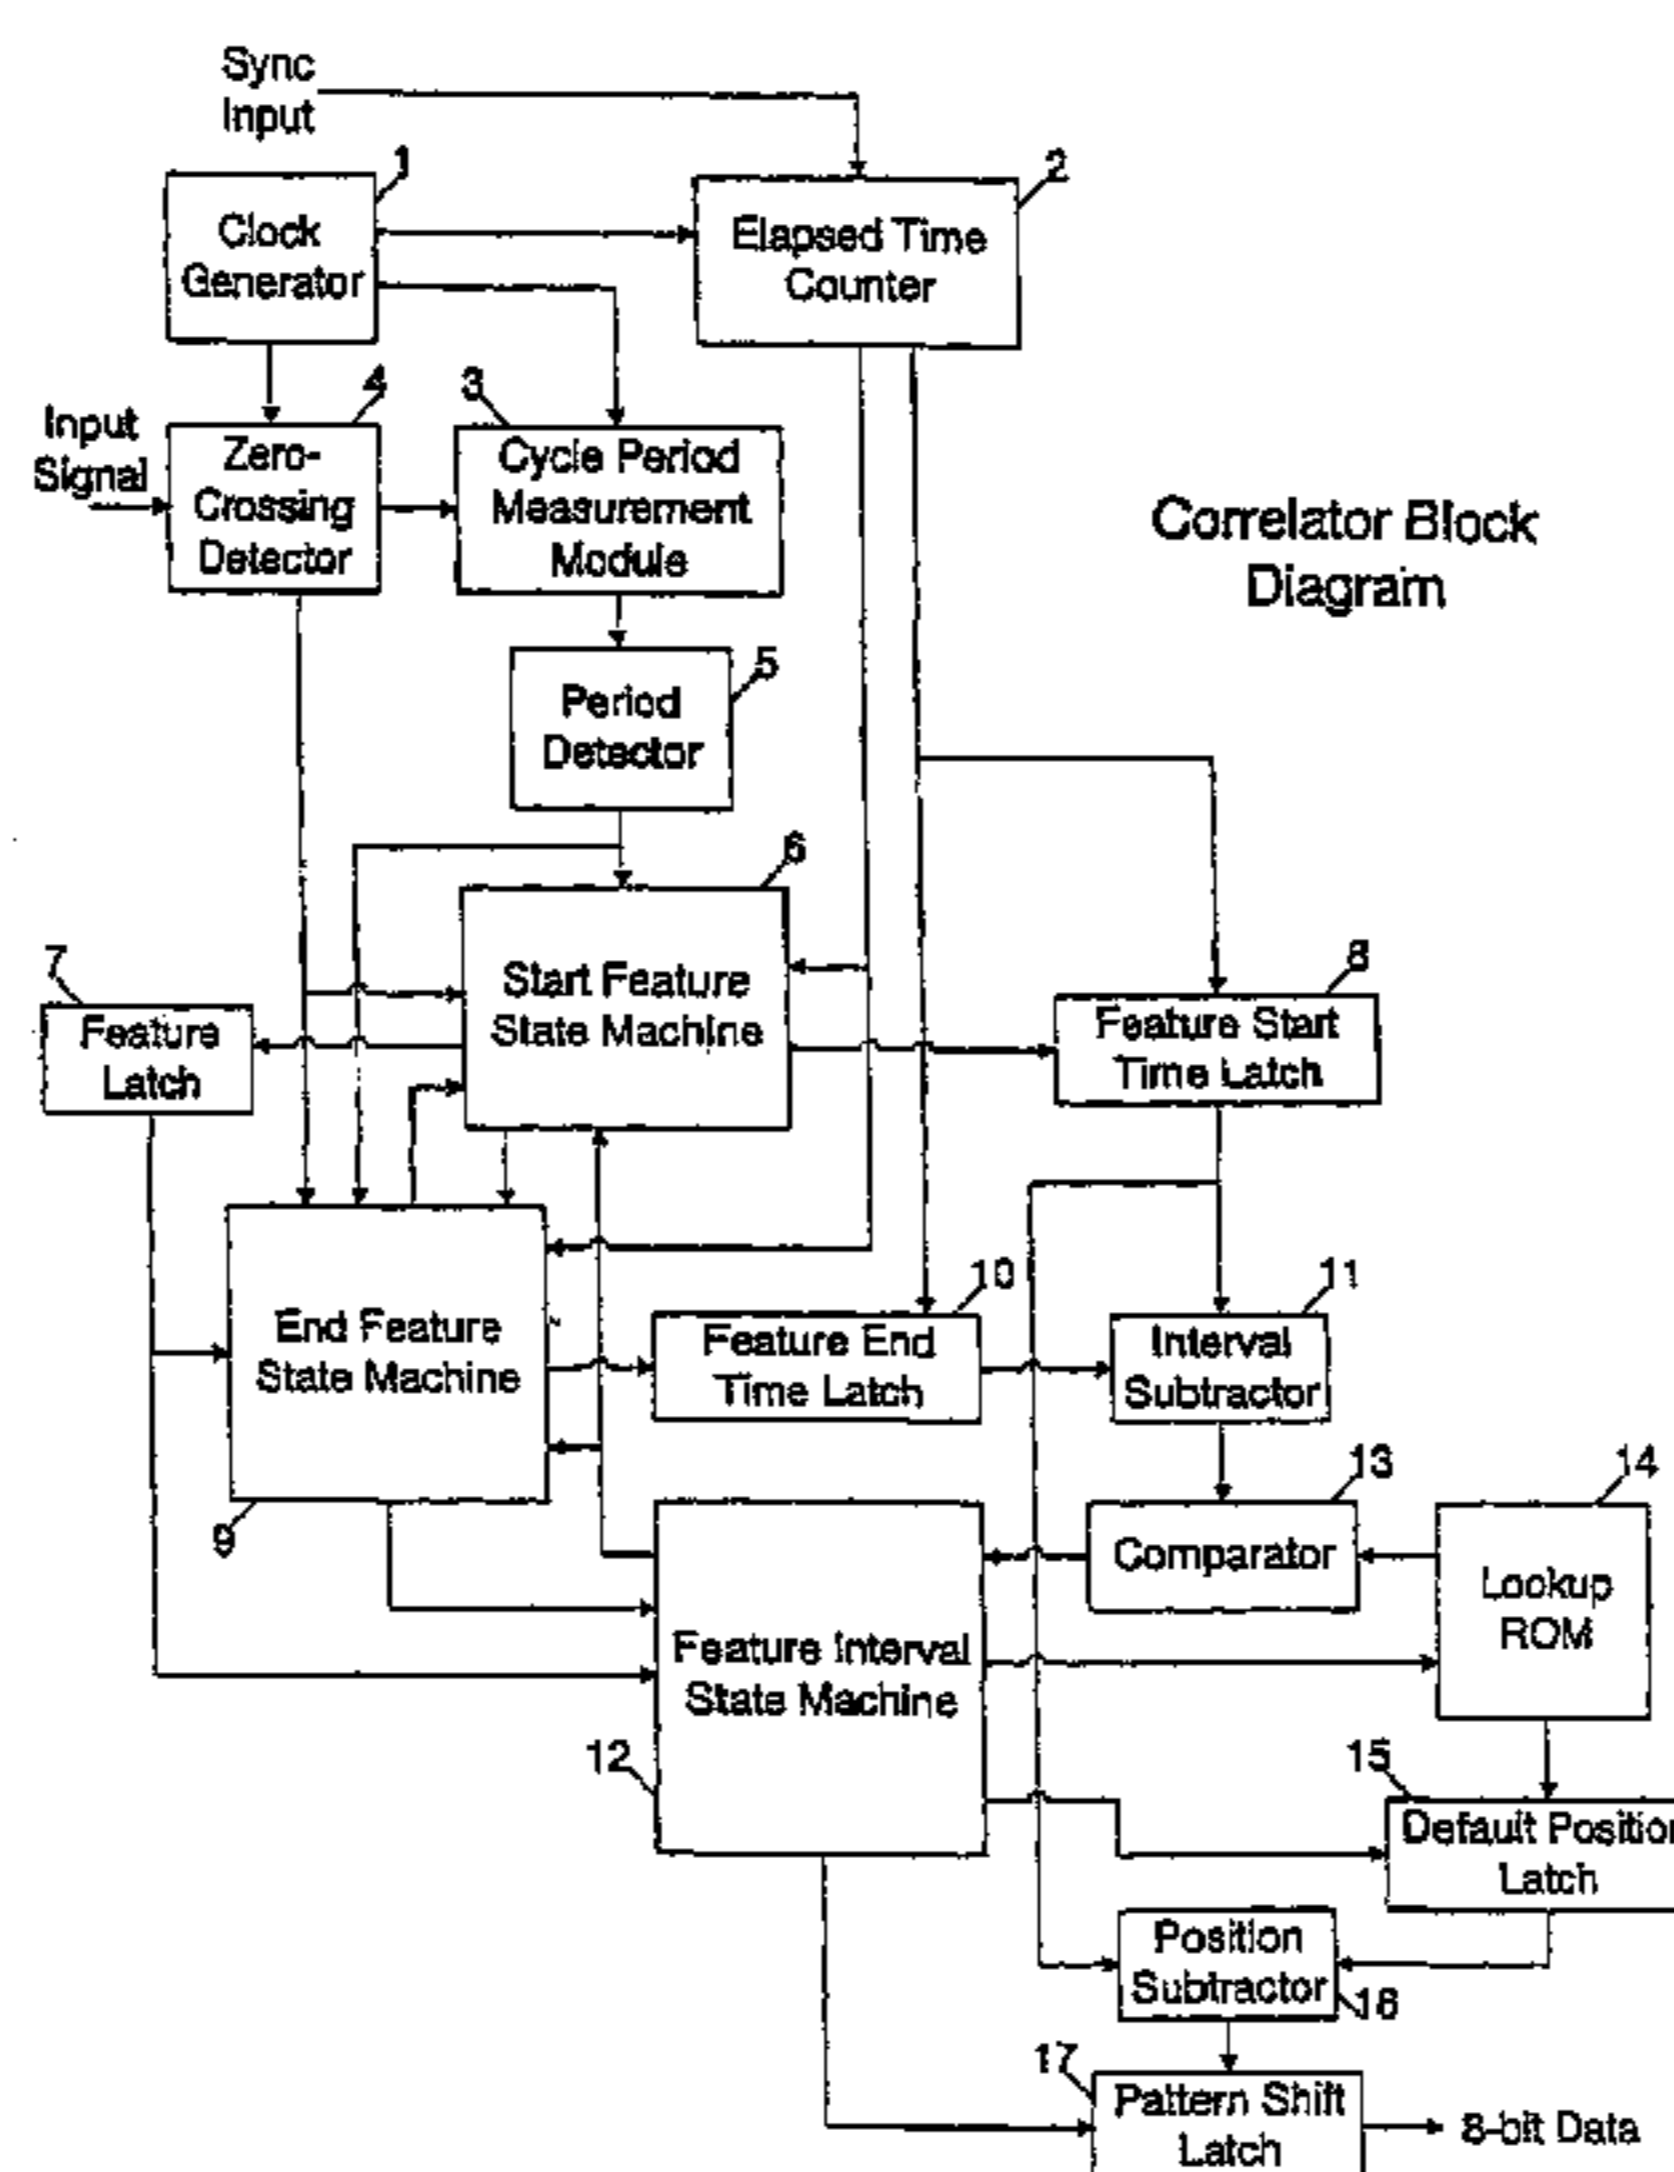 Sync
Input
1
2
Clock
Generator
Elapsed Time
Counter
4
3
Input
Signal
Zero-
Crossing
Detector
Cycle Period
Measurement
Module
Correlator Block
Diagram
5
Period
Detector
6
7
8
Start Feature
State Machine
Feature
Latch
Feature Start
Time Latch
10
11
End Feature
State Machine
Feature End
Time Latch
Interval
Subtractor
13
14
9
Comparator
Lookup
ROM
Feature Interval
State Machine
12
15
Default Position
Latch
Position
Subtractor
16
17
Pattern Shift
Latch
8-bit Data